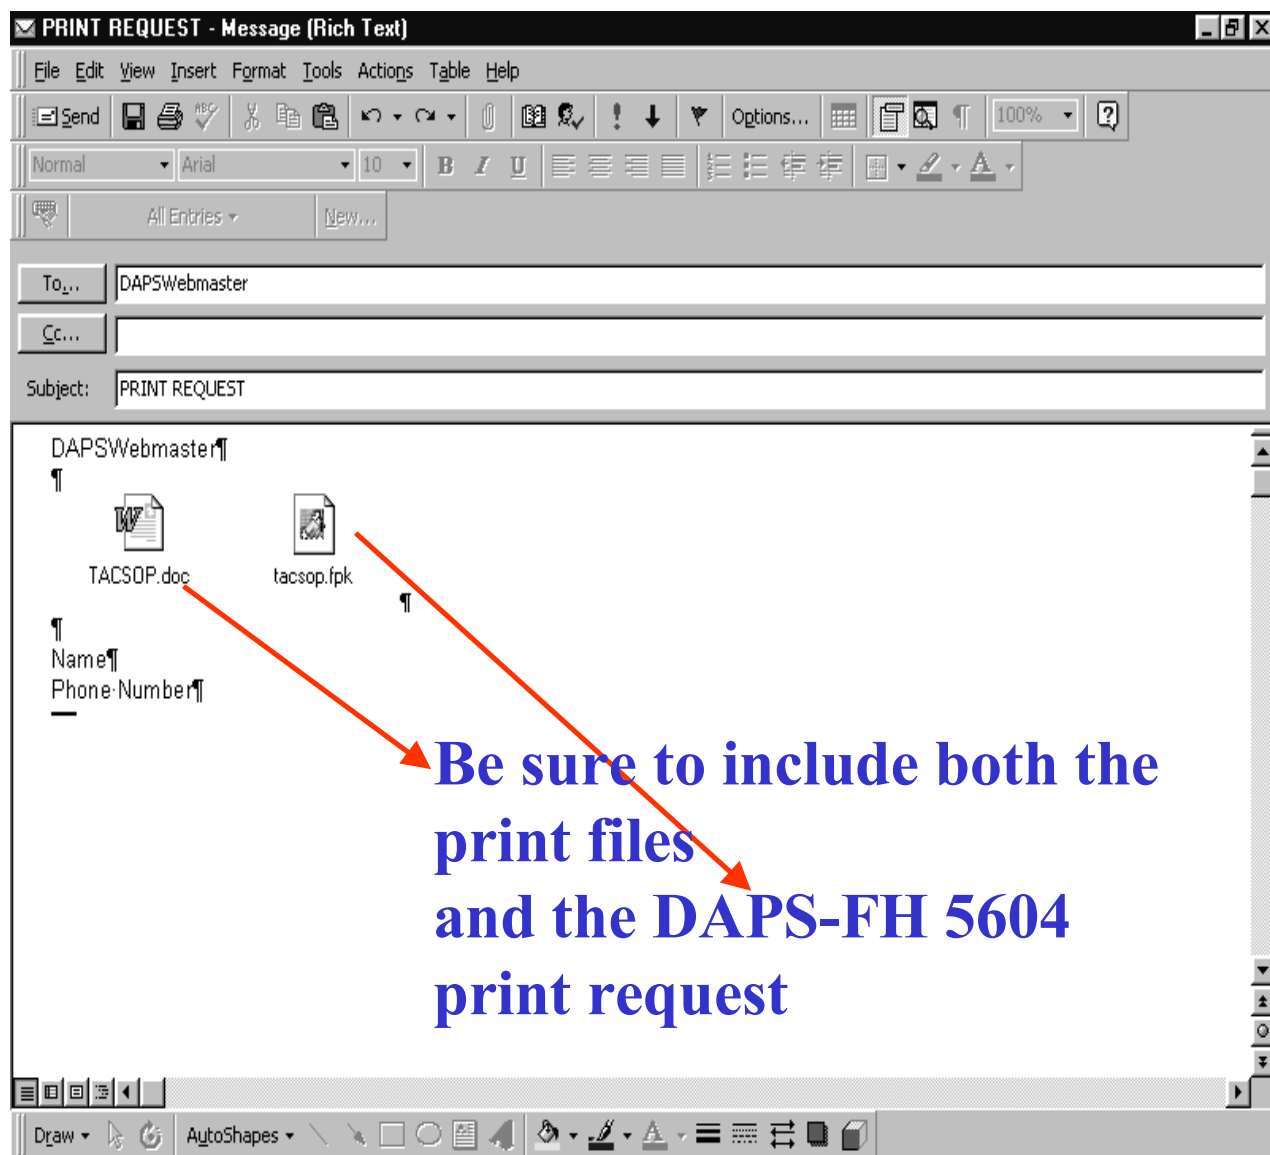 PRINT REQUEST - Message (Rich Text)
File Edit View Insert Format Tools Actions Table Help
Send ABC Options... 100%
Normal Arial 10 B I U A
All Entries New...
To... DAPSWebmaster
Cc...
Subject: PRINT REQUEST
DAPSWebmaster¶
¶
TACSOP.doc tacsop.fpk
¶
¶
Name¶
Phone·Number¶
Be sure to include both the
print files
and the DAPS-FH 5604
print request
Draw AutoShapes A